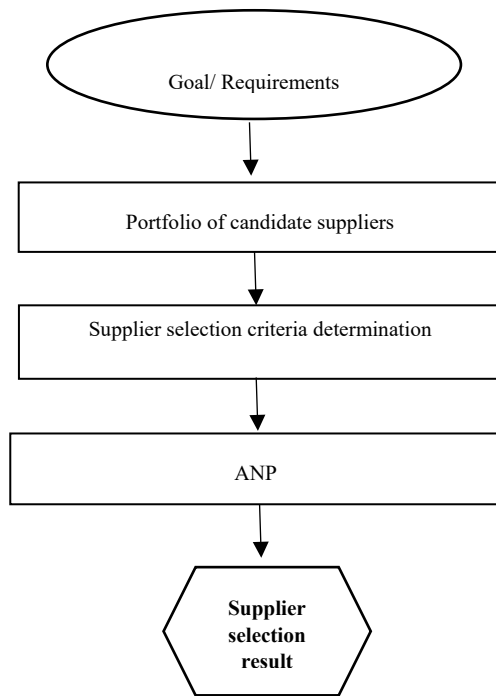 Goal/ Requirements
Portfolio of candidate suppliers
Supplier selection criteria determination
ANP
Supplier
selection
result